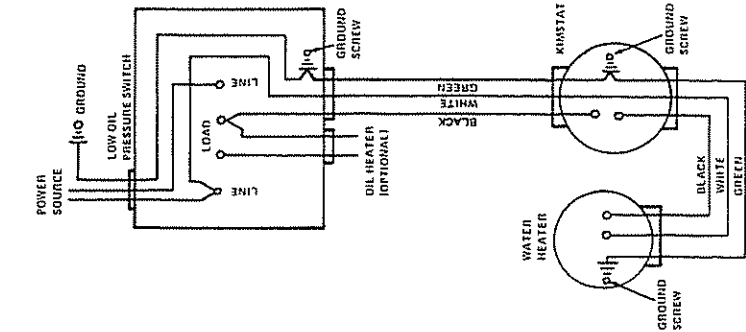 POWER
SOURCE
GROUND
LOW OIL
PRESSURE SWITCH
LINE
LOAD
LINE
GROUND
SCREW
OIL HEATER
(OPTIONAL)
GREEN
WHITE
BLACK
KIMSTAT
GROUND
SCREW
WATER
HEATER
BLACK
WHITE
GREEN
GROUND
SCREW